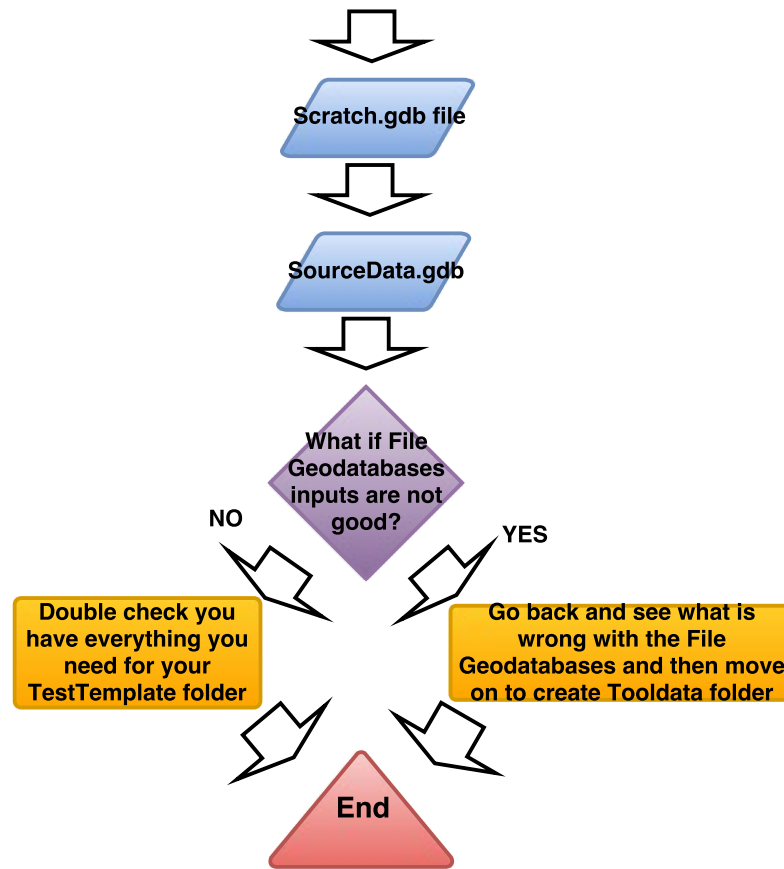 Scratch.gdb file
SourceData.gdb
What if File
Geodatabases
inputs are not
good?
NO
YES
Double check you
have everything you
need for your
TestTemplate folder
Go back and see what is
wrong with the File
Geodatabases and then move
on to create Tooldata folder
End